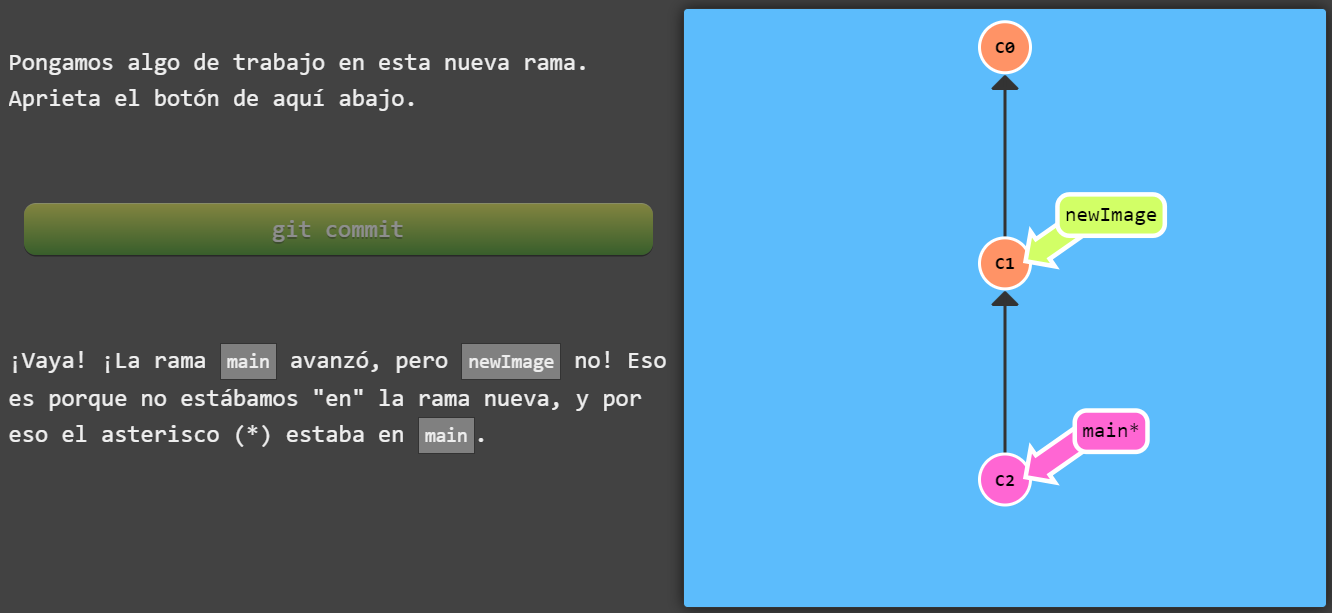 Pongamos algo de trabajo en esta nueva rama.
Aprieta el botón de aquí abajo.
git commit
¡Vaya! ¡La rama main avanzó, pero newImage no! Eso
es porque no estábamos "en" la rama nueva, y por
eso el asterisco (*) estaba en main.
C0
newImage
C1
main*
C2